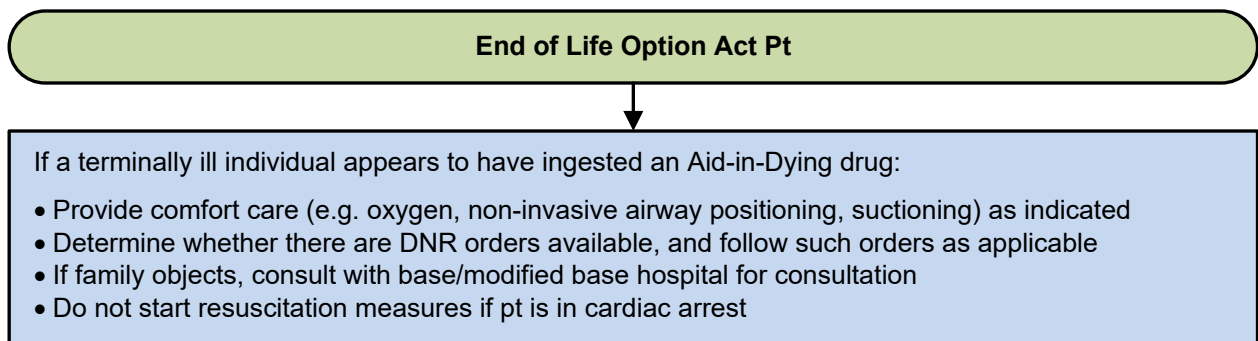 End of Life Option Act Pt
If a terminally ill individual appears to have ingested an Aid-in-Dying drug:
• Provide comfort care (e.g. oxygen, non-invasive airway positioning, suctioning) as indicated
• Determine whether there are DNR orders available, and follow such orders as applicable
• If family objects, consult with base/modified base hospital for consultation
• Do not start resuscitation measures if pt is in cardiac arrest